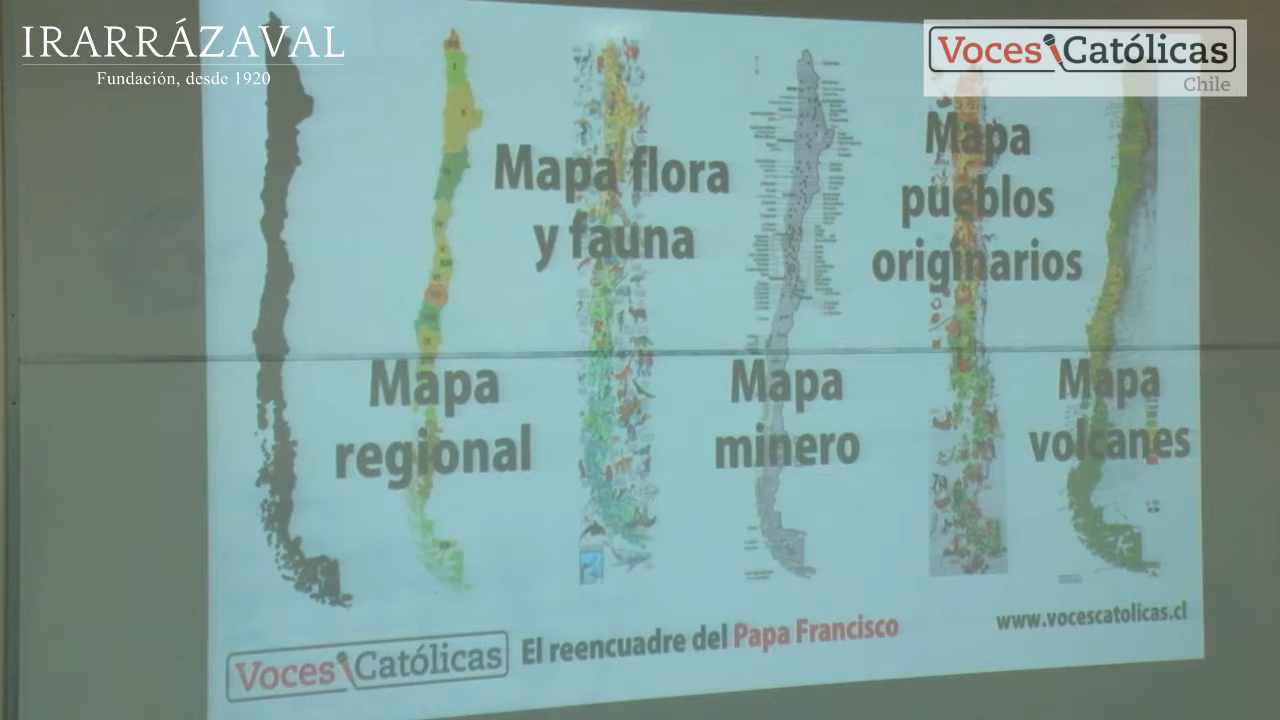 IRARRÁZAVAL
Fundación, desde 1920
Voces Católicas
Chile
Mapa flora
y fauna
Mapa
pueblos
originarios
Mapa
regional
Mapa
minero
Mapa
volcanes
Voces Católicas
El reencuadre del Papa Francisco
www.vocescatolicas.cl